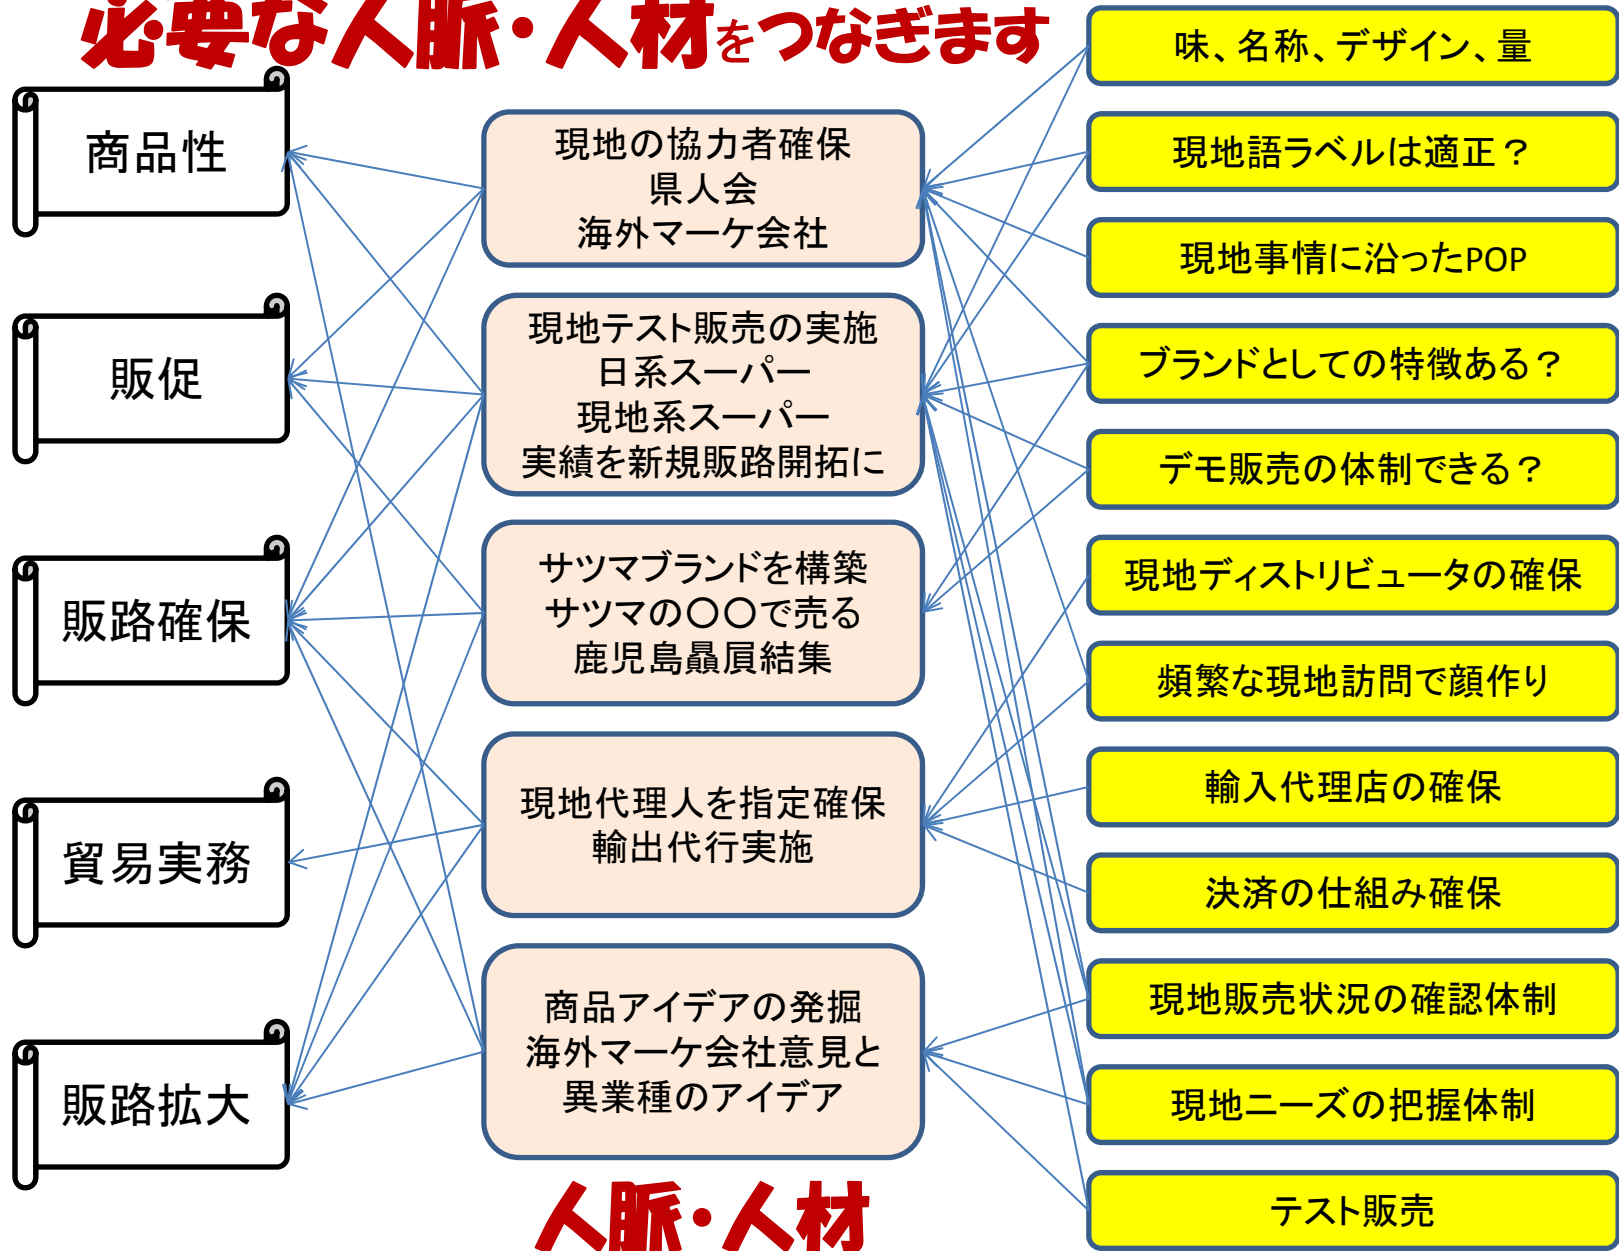 必要な人脈・人材をつなぎます
商品性
販促
販路確保
貿易実務
販路拡大
現地の協力者確保
県人会
海外マーケ会社
現地テスト販売の実施
日系スーパー
現地系スーパー
実績を新規販路開拓に
サツマブランドを構築
サツマの〇〇で売る
鹿児島贔屓結集
現地代理人を指定確保
輸出代行実施
商品アイデアの発掘
海外マーケ会社意見と
異業種のアイデア
人脈・人材
味、名称、デザイン、量
現地語ラベルは適正？
現地事情に沿ったPOP
ブランドとしての特徴ある？
デモ販売の体制できる？
現地ディストリビュータの確保
頻繁な現地訪問で顔作り
輸入代理店の確保
決済の仕組み確保
現地販売状況の確認体制
現地ニーズの把握体制
テスト販売